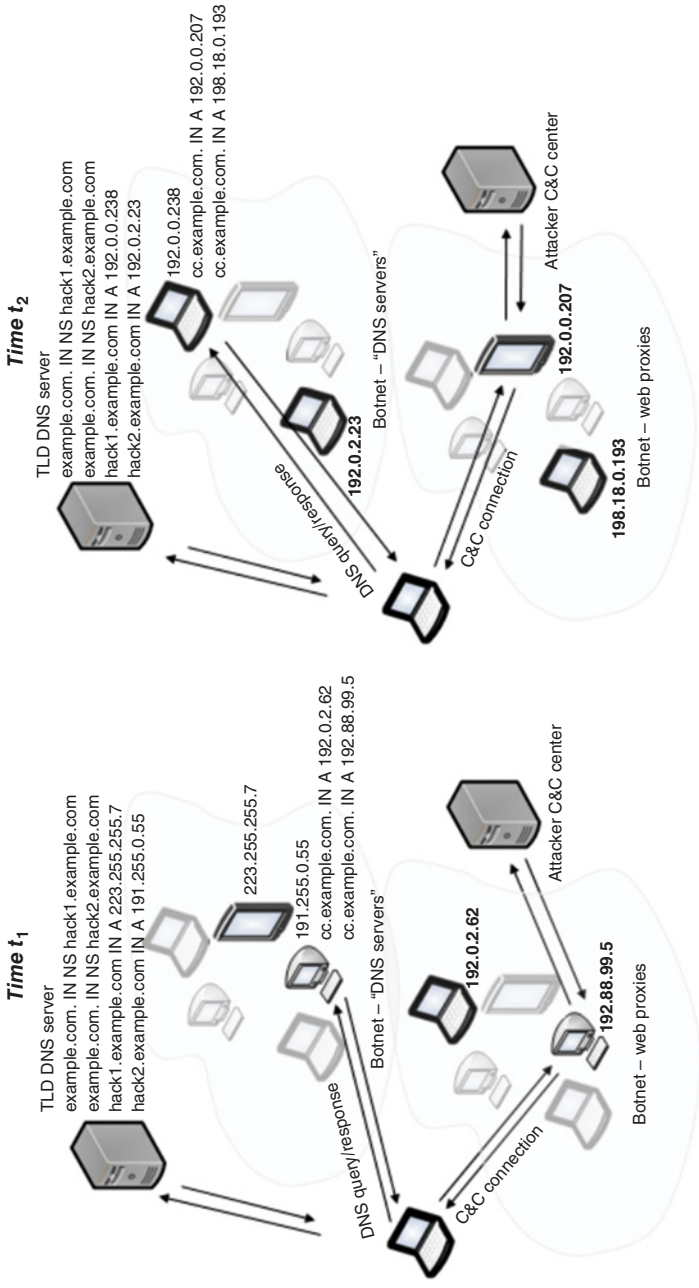 Time t1
TLD DNS server
example.com. IN NS hack1.example.com
example.com. IN NS hack2.example.com
hack1.example.com IN A 223.255.255.7
hack2.example.com IN A 191.255.0.55
223.255.255.7
191.255.0.55
cc.example.com. IN A 192.0.2.62
cc.example.com. IN A 192.88.99.5
DNS query/response
Botnet – “DNS servers”
192.0.2.62
C&C connection
192.88.99.5
Attacker C&C center
Botnet – web proxies
Time t2
TLD DNS server
example.com. IN NS hack1.example.com
example.com. IN NS hack2.example.com
hack1.example.com IN A 192.0.0.238
hack2.example.com IN A 192.0.2.23
192.0.0.238
cc.example.com. IN A 192.0.0.207
cc.example.com. IN A 198.18.0.193
DNS query/response
192.0.2.23
Botnet – “DNS servers”
C&C connection
192.0.0.207
Attacker C&C center
198.18.0.193
Botnet – web proxies